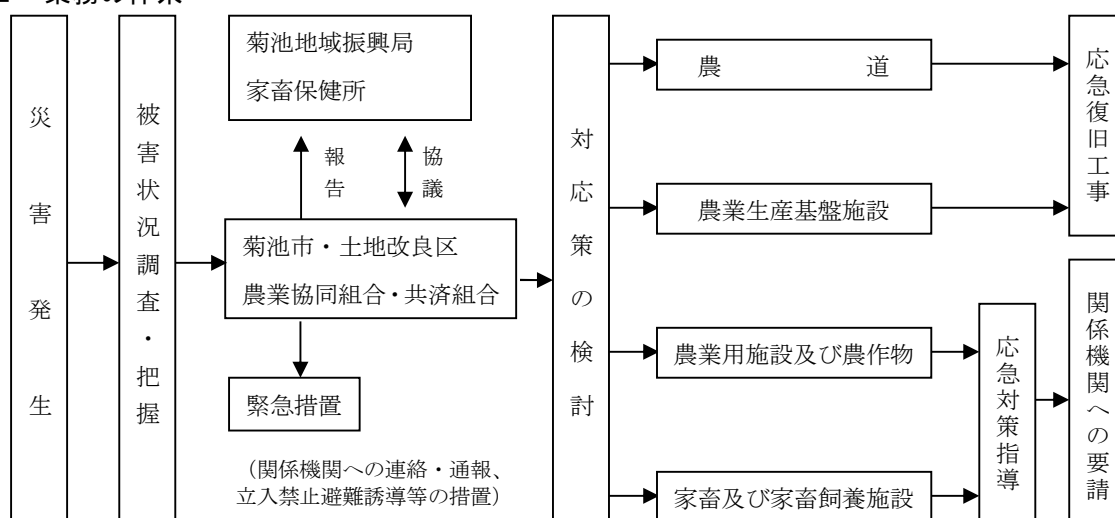 災害発生
被害状況調査・把握
菊池地域振興局
家畜保健所
報告
協議
菊池市・土地改良区
農業協同組合・共済組合
緊急措置
（関係機関への連絡・通報、
立入禁止避難誘導等の措置）
対応策の検討
農　　　　　道
農業生産基盤施設
農業用施設及び農作物
家畜及び家畜飼養施設
応急対策指導
応急復旧工事
関係機関への要請